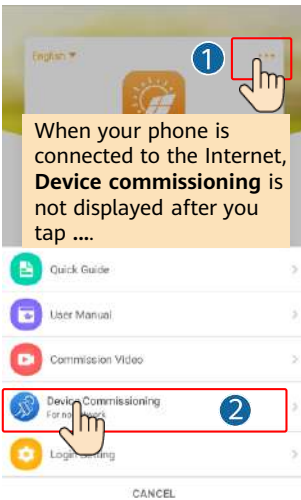 English ▼
1
...
When your phone is
connected to the Internet,
Device commissioning is
not displayed after you
tap ....
Quick Guide
User Manual
Commission Video
Device Commissioning
2
For no network
Login Setting
CANCEL